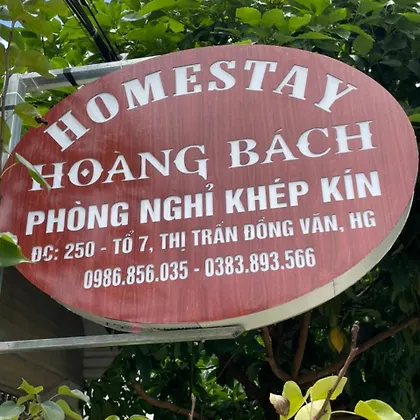 HOMESTAY
HOÀNG BÁCH
PHÒNG NGHỈ KHÉP KÍN
ĐC: 250 - TỔ 7, THỊ TRẤN ĐỒNG VĂN, HG
0986.856.035 - 0383.893.566